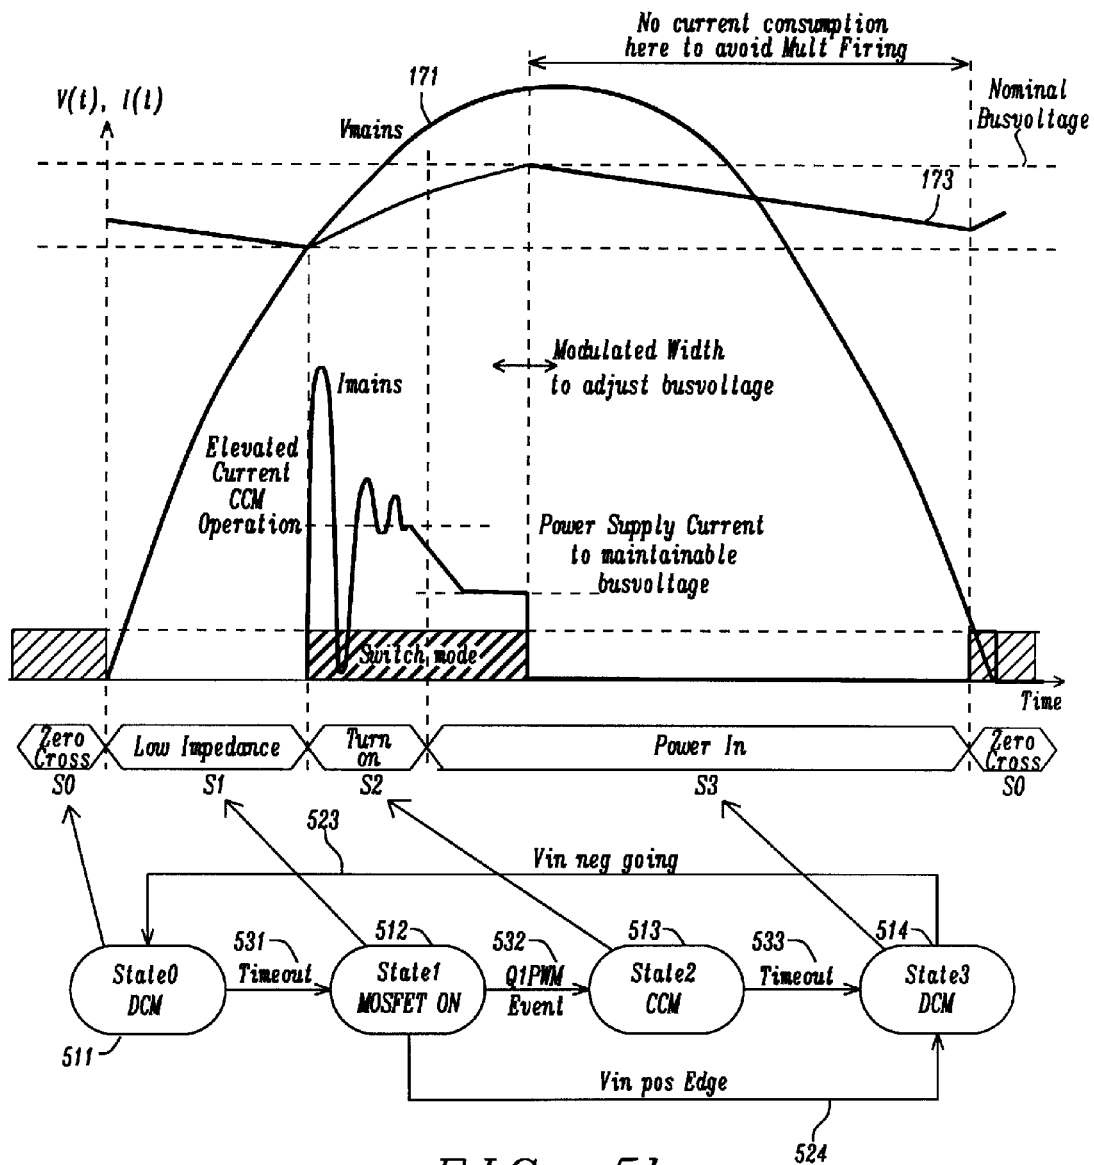 No current consumption
here to avoid Mult Firing
171
V(t), I(t)
Vmains
Nominal
Busvoltage
173
Modulated Width
to adjust busvoltage
Imains
Elevated
Current
CCM
Operation
Power Supply Current
to maintainable
busvoltage
Switch mode
Time
Zero
Cross
Low Impedance
Turn
on
Power In
Zero
Cross
S0
S1
S2
S3
S0
523
Vin neg going
531
512
532
513
533
514
State0
DCM
Timeout
State1
MOSFET ON
Q1PWM
Event
State2
CCM
Timeout
State3
DCM
511
Vin pos Edge
524